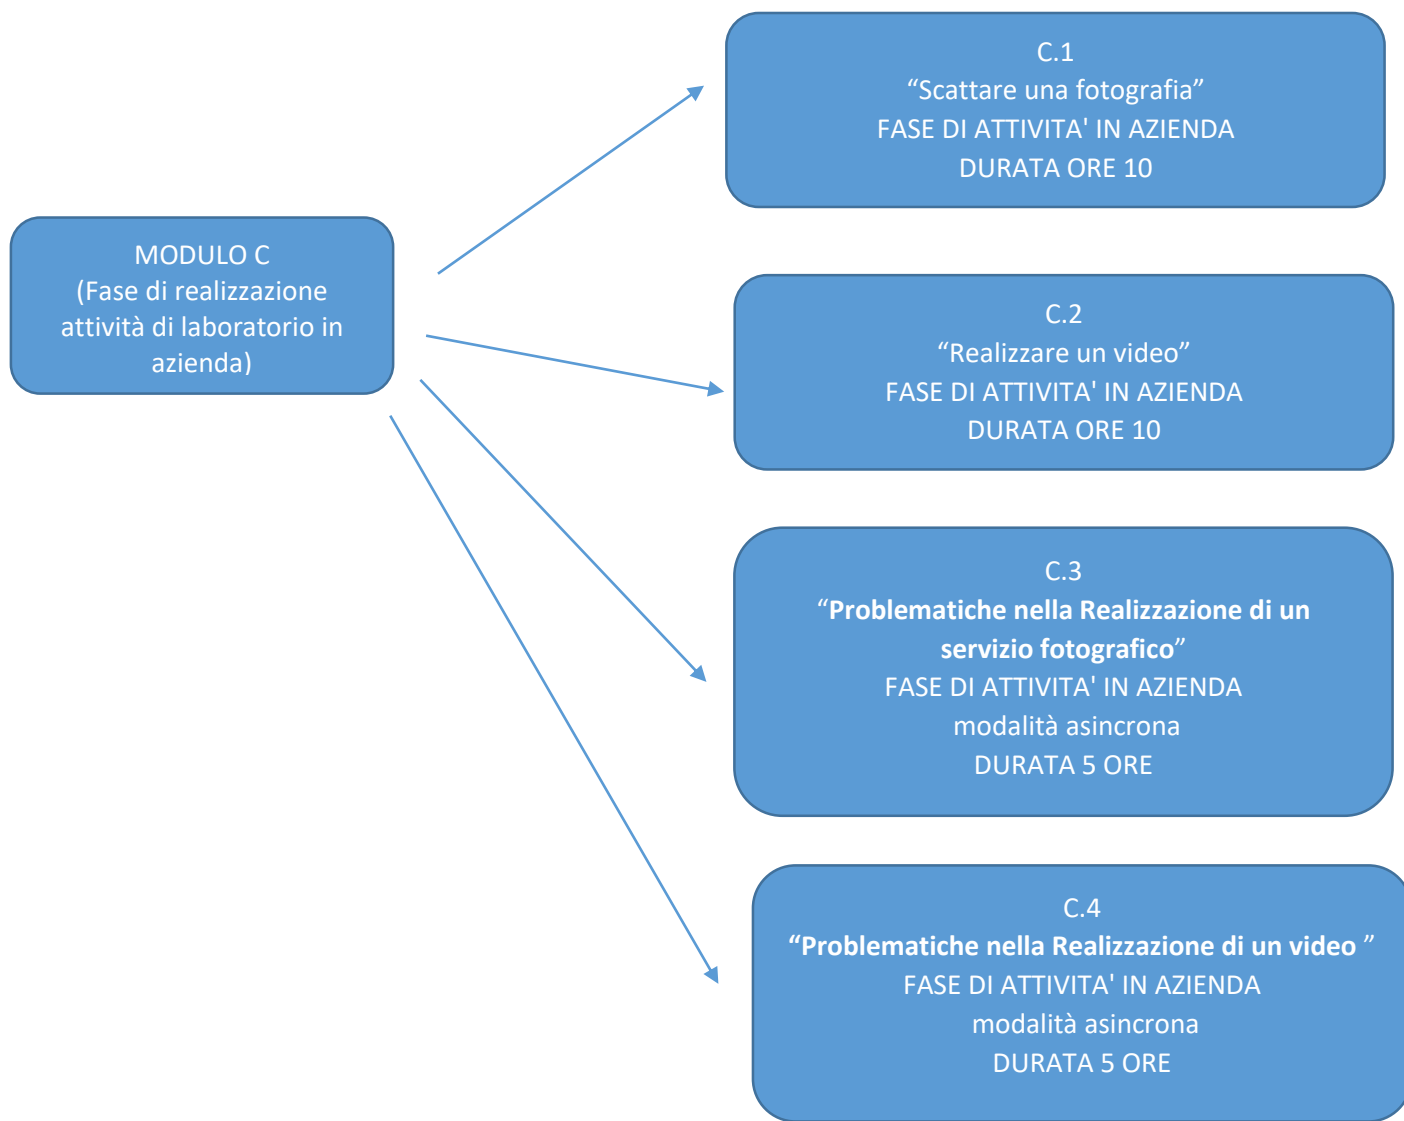 MODULO C
(Fase di realizzazione
attività di laboratorio in
azienda)
C.1
“Scattare una fotografia”
FASE DI ATTIVITA' IN AZIENDA
DURATA ORE 10
C.2
“Realizzare un video”
FASE DI ATTIVITA' IN AZIENDA
DURATA ORE 10
C.3
“Problematiche nella Realizzazione di un
servizio fotografico”
FASE DI ATTIVITA' IN AZIENDA
modalità asincrona
DURATA 5 ORE
C.4
“Problematiche nella Realizzazione di un video ”
FASE DI ATTIVITA' IN AZIENDA
modalità asincrona
DURATA 5 ORE